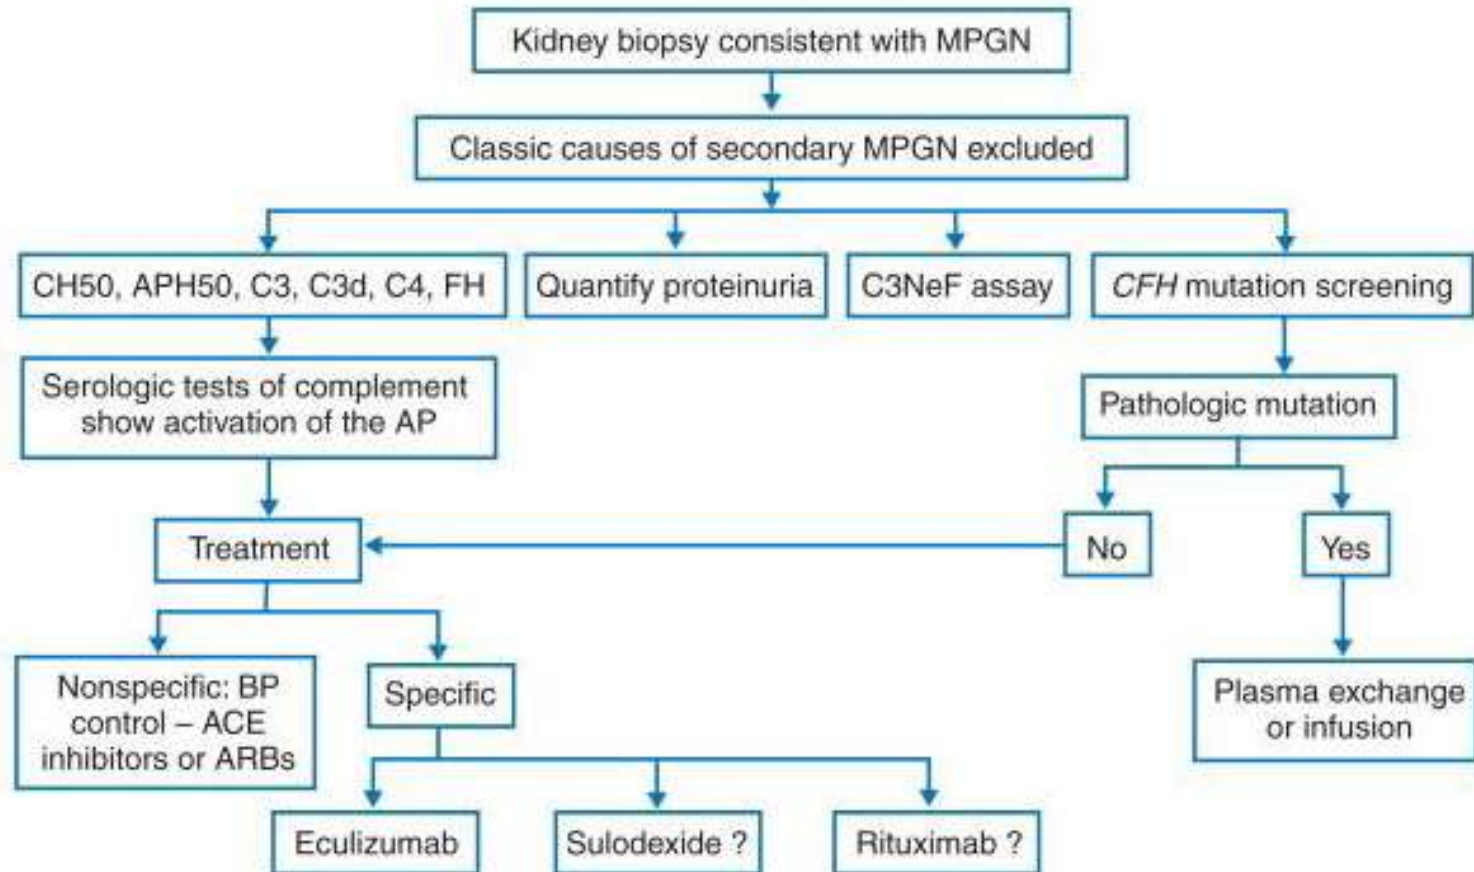 Kidney biopsy consistent with MPGN
Classic causes of secondary MPGN excluded
CH50, APH50, C3, C3d, C4, FH
Quantify proteinuria
C3NeF assay
CFH mutation screening
Serologic tests of complement
show activation of the AP
Pathologic mutation
Treatment
No
Yes
Nonspecific: BP
control – ACE
inhibitors or ARBs
Specific
Plasma exchange
or infusion
Eculizumab
Sulodexide ?
Rituximab ?